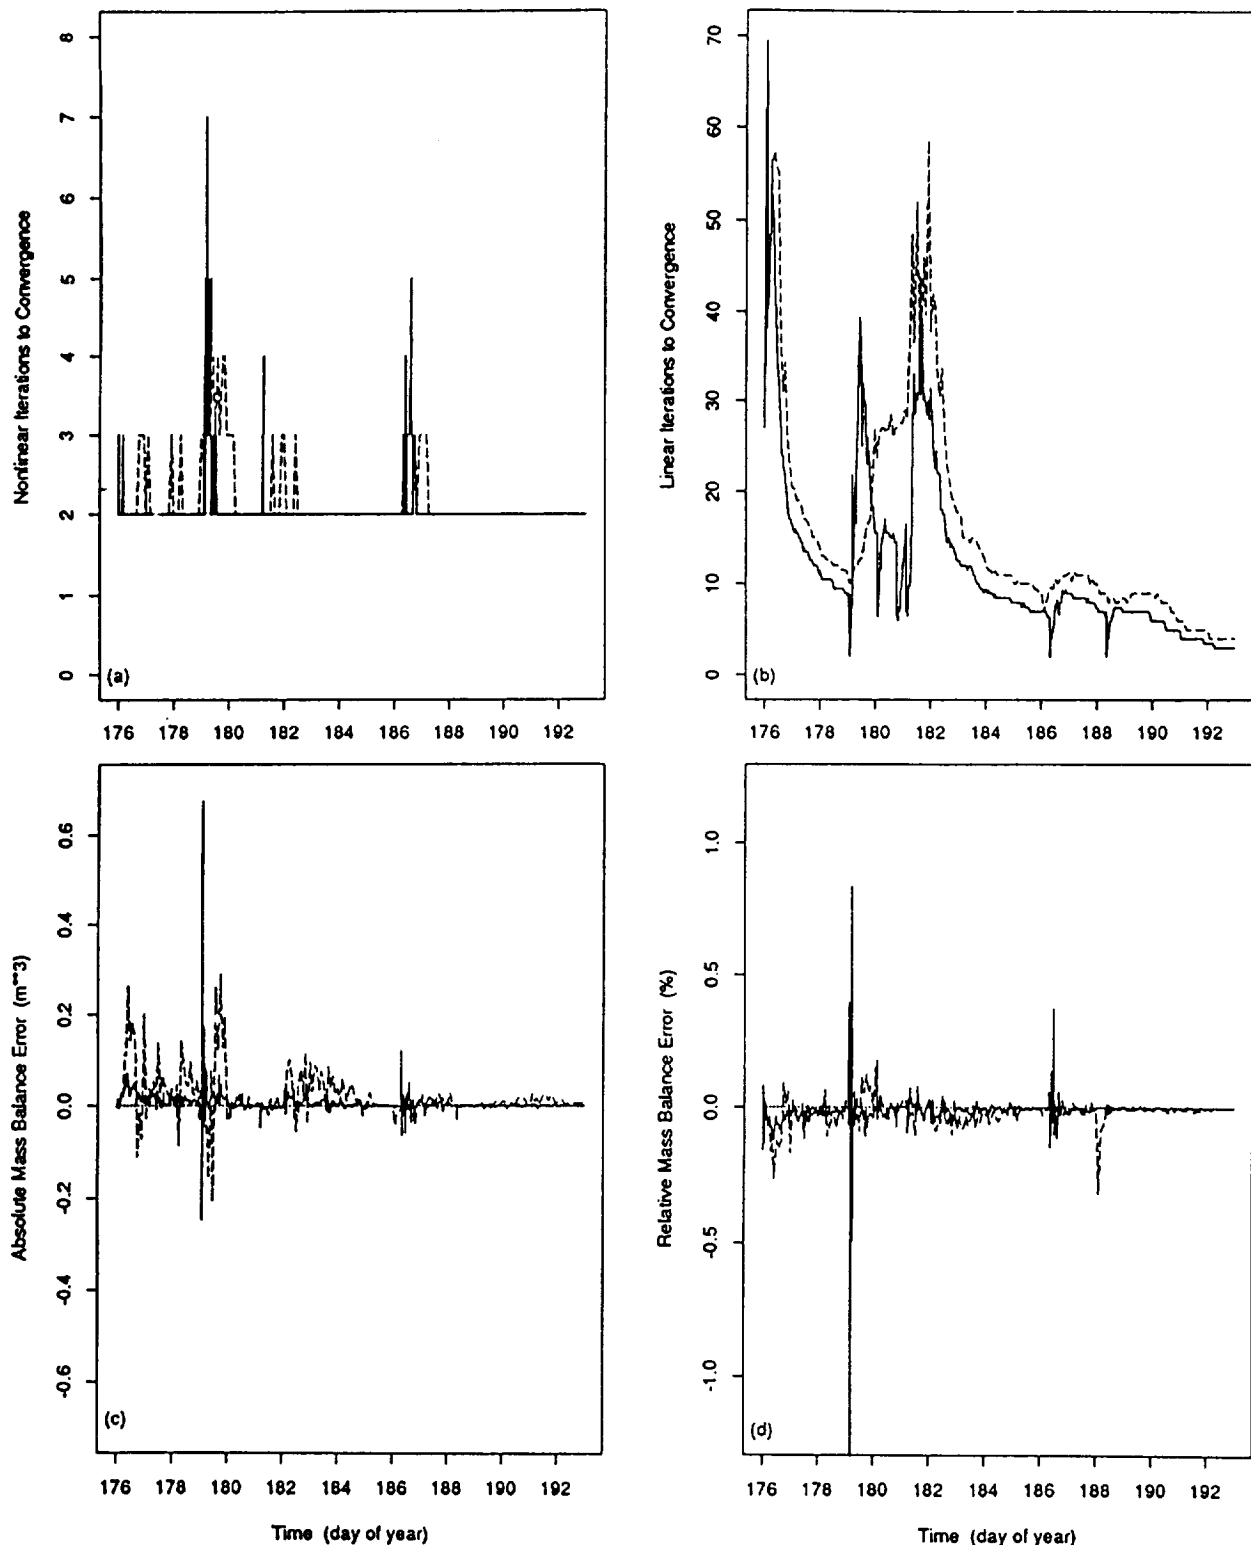 Nonlinear Iterations to Convergence
8
7
6
5
4
3
2
1
0
(a)
176 178 180 182 184 186 188 190 192
Linear Iterations to Convergence
70
60
50
40
30
20
10
0
(b)
176 178 180 182 184 186 188 190 192
Absolute Mass Balance Error (m**3)
0.6
0.4
0.2
0.0
-0.2
-0.4
-0.6
(c)
176 178 180 182 184 186 188 190 192
Time (day of year)
Relative Mass Balance Error (%)
1.0
0.5
0.0
-0.5
-1.0
(d)
176 178 180 182 184 186 188 190 192
Time (day of year)